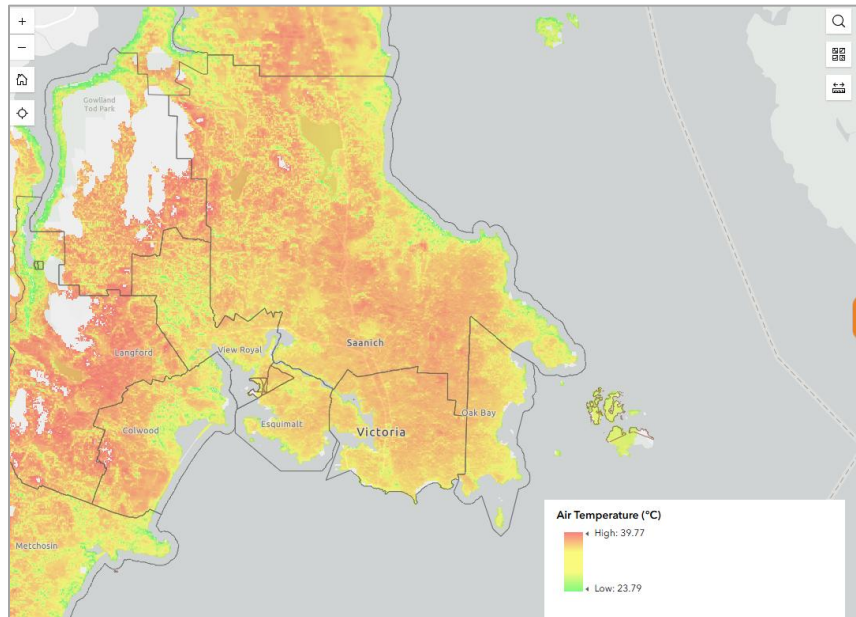 Gowlland
Tod Park
Langford
View Royal
Saanich
Colwood
Esquimalt
Victoria
Oak Bay
Metchosin
Air Temperature (°C)
High: 39.77
Low: 23.79